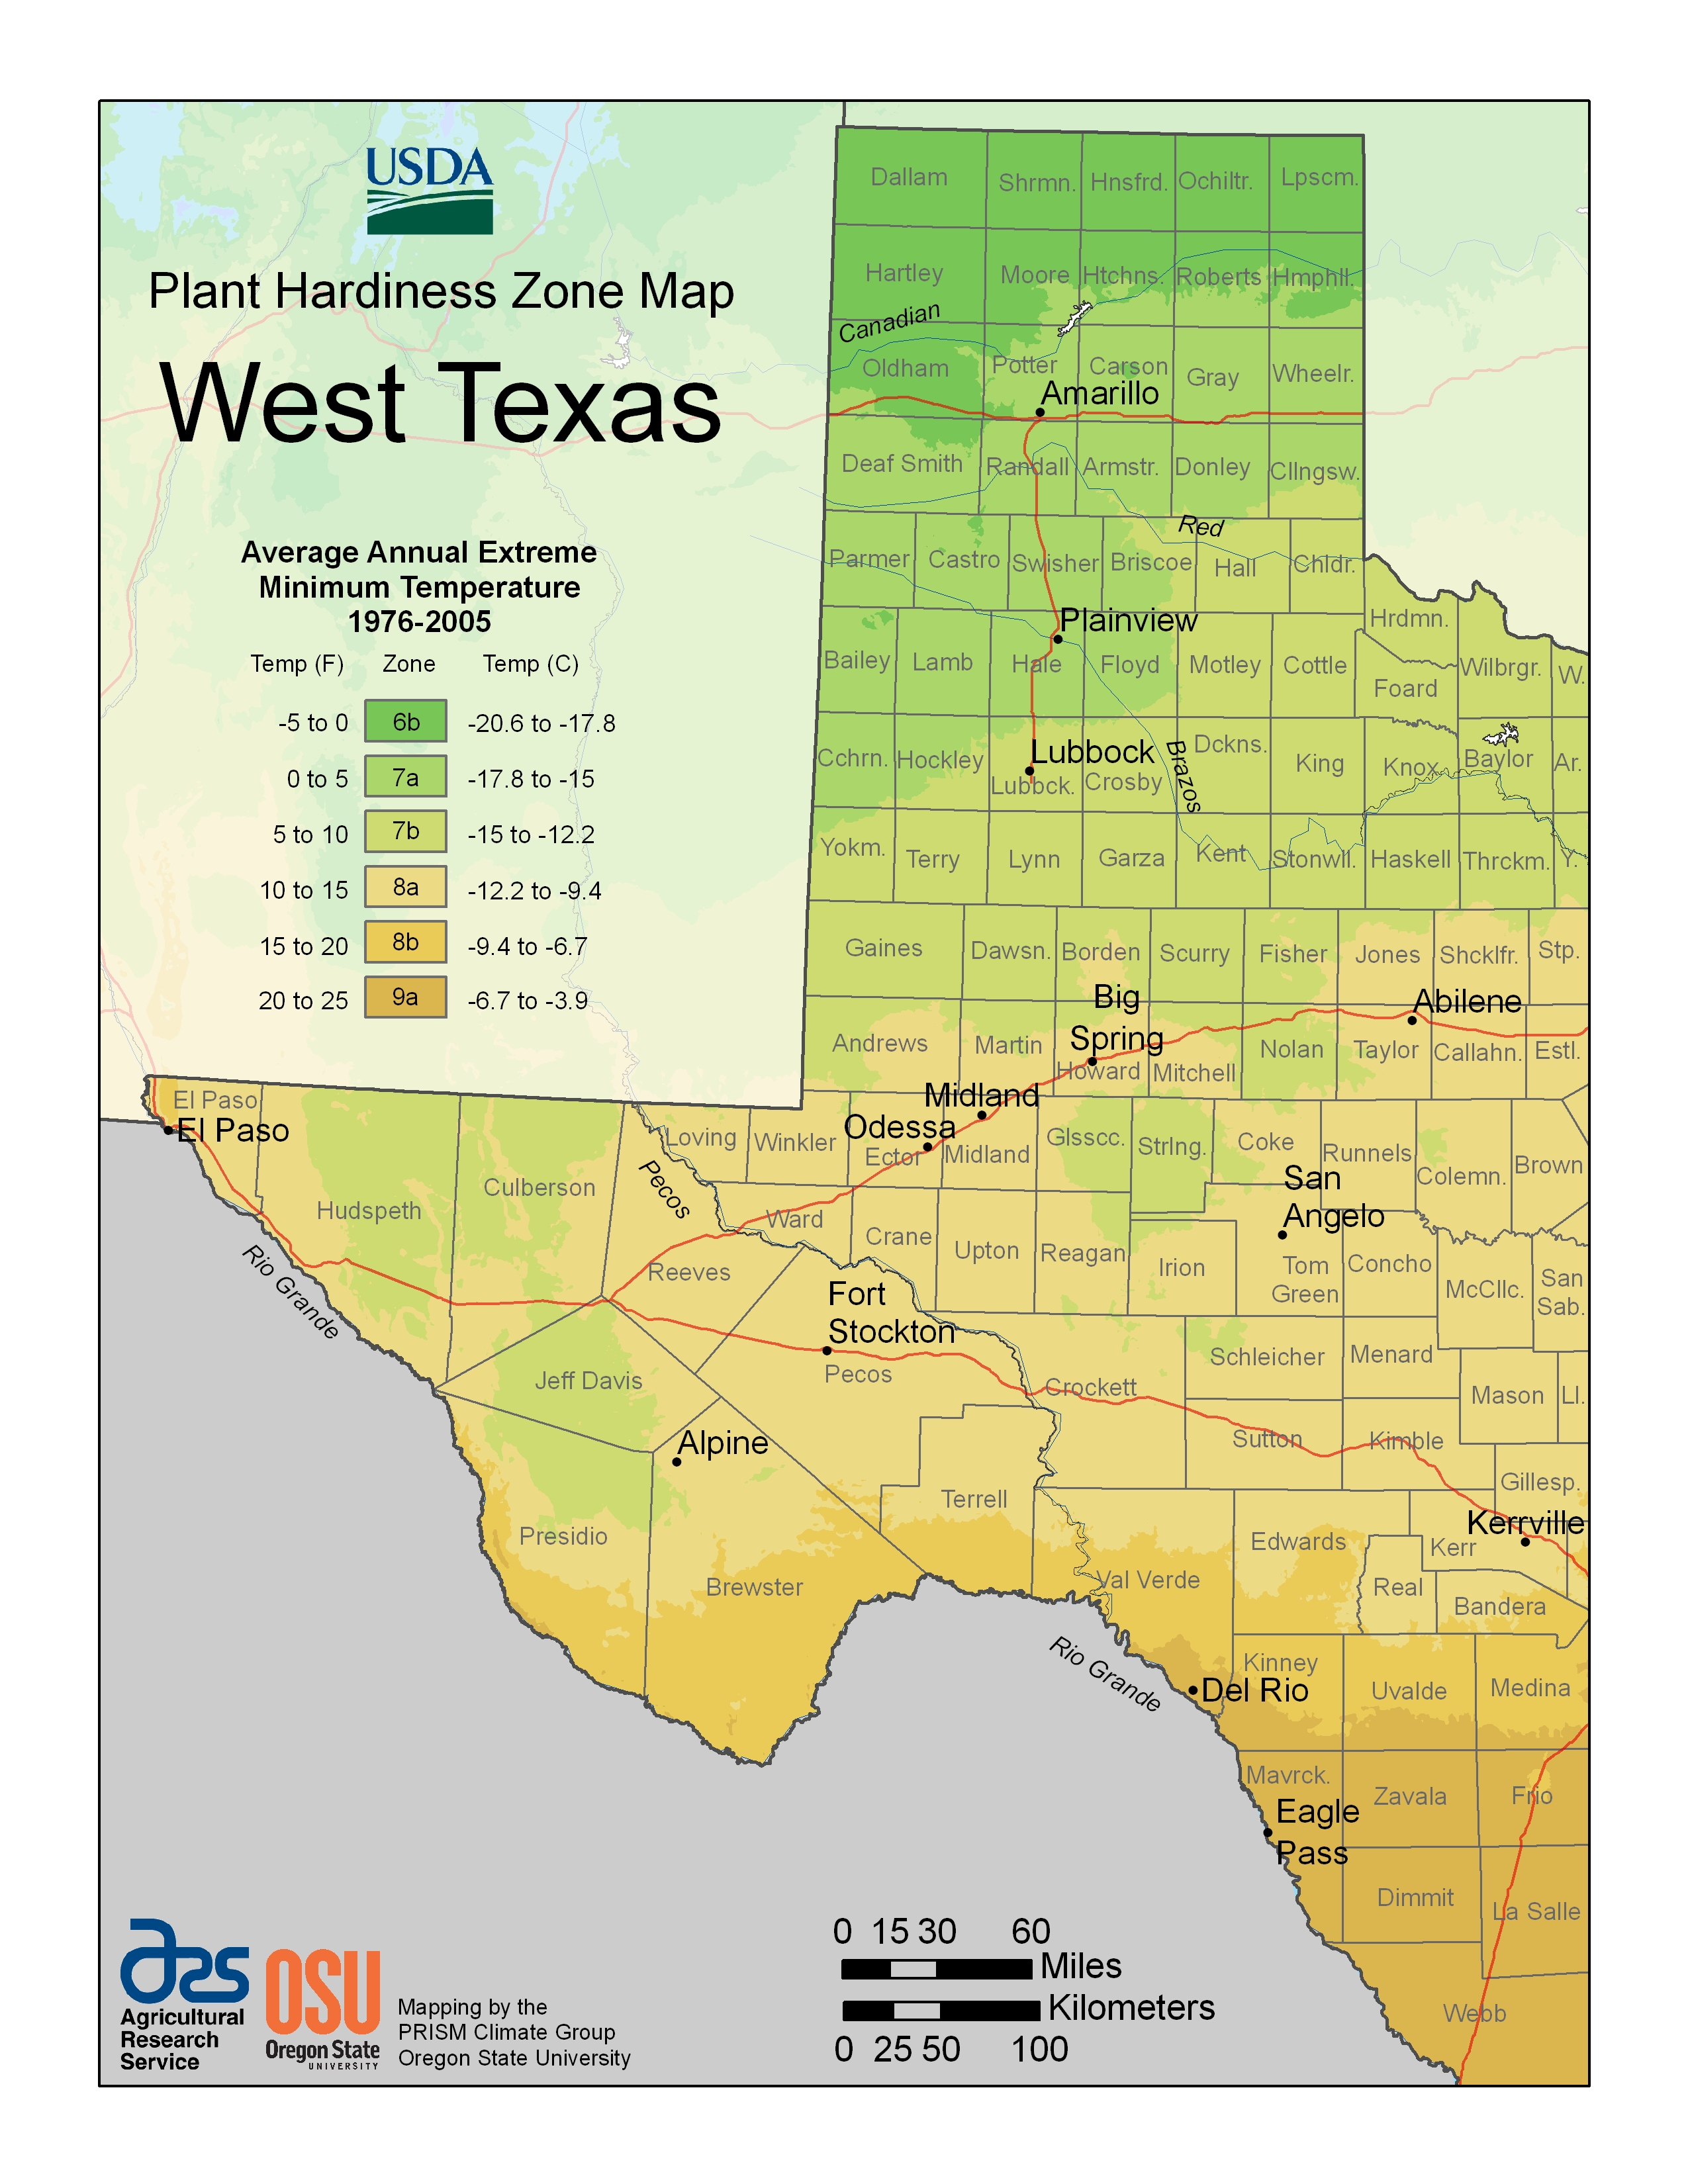 USDA
Plant Hardiness Zone Map
West Texas
Average Annual Extreme
Minimum Temperature
1976-2005
Temp (F) Zone Temp (C)
-5 to 0 6b -20.6 to -17.8
0 to 5 7a -17.8 to -15
5 to 10 7b -15 to -12.2
10 to 15 8a -12.2 to -9.4
15 to 20 8b -9.4 to -6.7
20 to 25 9a -6.7 to -3.9
Dallam Shrmn. Hnsfrd. Ochiltr. Lpscm.
Hartley Moore Htchns. Roberts Hmphll.
Canadian
Oldham Potter Carson Gray Wheelr.
Amarillo
Deaf Smith Randall Armstr. Donley Cllngsw.
Red
Parmer Castro Swisher Briscoe Hall Chldr.
Plainview Hrdmn.
Bailey Lamb Hale Floyd Motley Cottle Foard Wilbrgr. W.
Lubbock Brazos
Cchrn. Hockley Lubbck. Crosby Dckns. King Knox Baylor Ar.
Yokm. Terry Lynn Garza Kent Stonwll. Haskell Thrckm. Y.
Gaines Dawsn. Borden Scurry Fisher Jones Shcklfr. Stp.
Big
Spring
Abilene
Andrews Martin Howard Mitchell Nolan Taylor Callahn. Estl.
Midland
Odessa
El Paso
El Paso
Loving Winkler Ector Midland Glsscc. Strlng. Coke Runnels Colemn. Brown
San
Angelo
Pecos
Hudspeth Culberson Reeves Ward Crane Upton Reagan Irion Tom
Green Concho McCllc. San
Sab.
Rio Grande
Fort
Stockton
Jeff Davis Pecos Crockett Schleicher Menard Mason Ll.
Alpine
Sutton Kimble Gillesp.
Terrell
Kerrville
Presidio Brewster Val Verde Edwards Kerr Real Bandera
Rio Grande
Kinney Uvalde Medina
Del Rio
Mavrck. Zavala Frio
Eagle
Pass
Dimmit La Salle
Webb
ars
Agricultural
Research
Service
OSU
Oregon State
UNIVERSITY
Mapping by the
PRISM Climate Group
Oregon State University
0 15 30 60
Miles
Kilometers
0 25 50 100